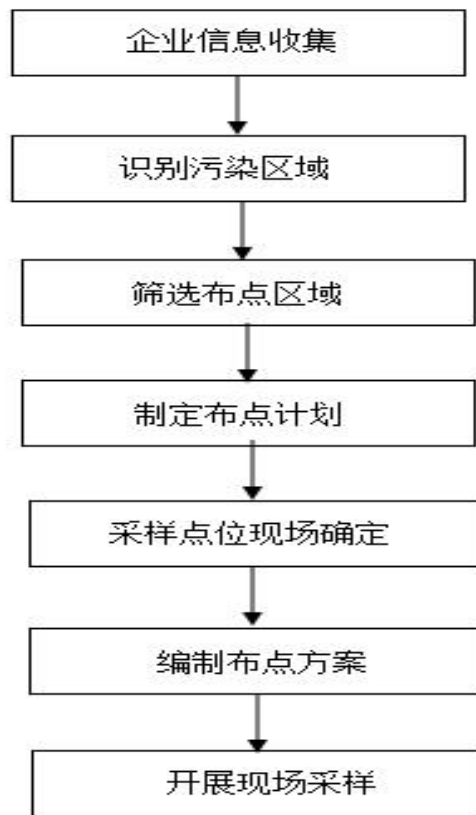 企业信息收集
识别污染区域
筛选布点区域
制定布点计划
采样点位现场确定
编制布点方案
开展现场采样